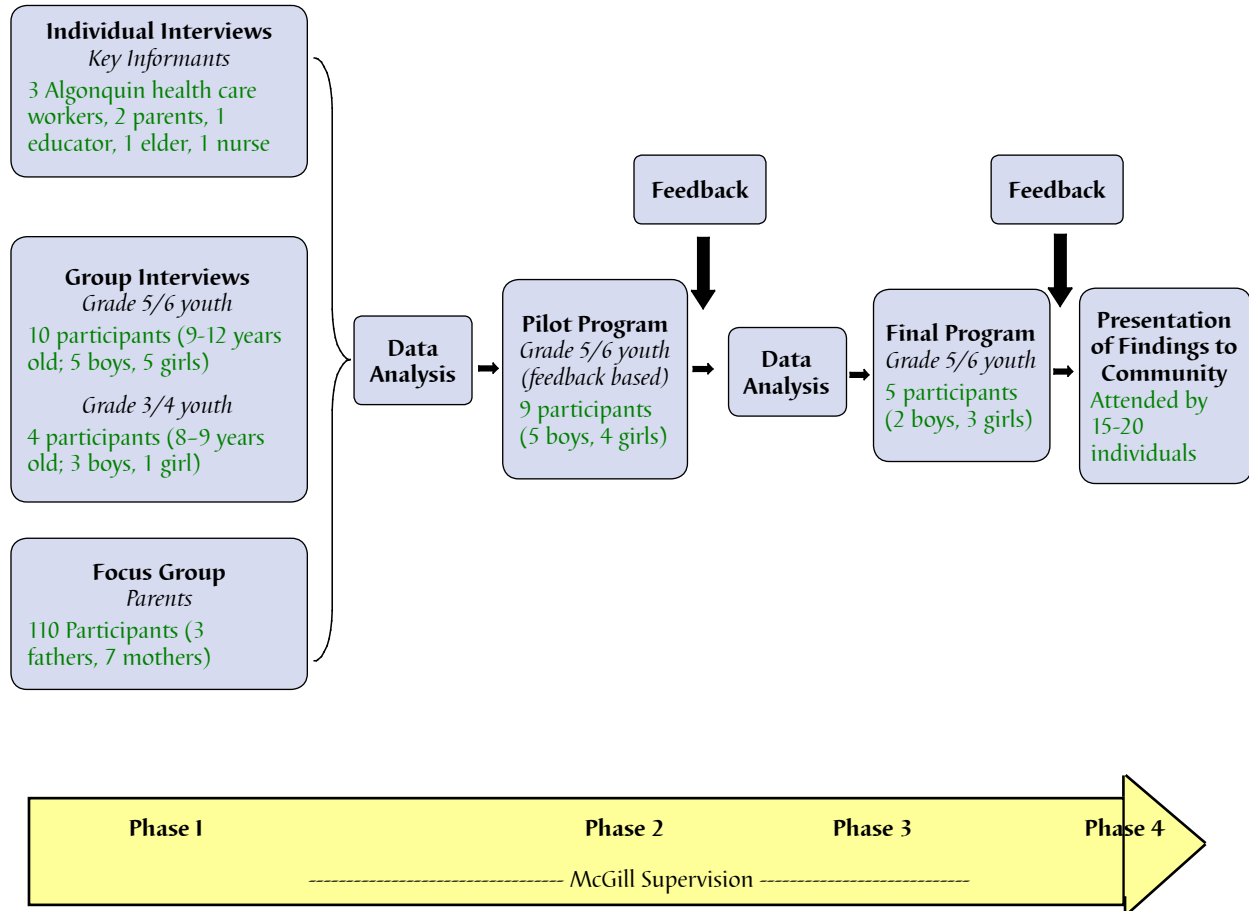 Individual Interviews
Key Informants
3 Algonquin health care
workers, 2 parents, 1
educator, 1 elder, 1 nurse
Group Interviews
Grade 5/6 youth
10 participants (9-12 years
old; 5 boys, 5 girls)
Grade 3/4 youth
4 participants (8-9 years
old; 3 boys, 1 girl)
Focus Group
Parents
110 Participants (3
fathers, 7 mothers)
Data
Analysis
Feedback
Pilot Program
Grade 5/6 youth
(feedback based)
9 participants
(5 boys, 4 girls)
Data
Analysis
Feedback
Final Program
Grade 5/6 youth
5 participants
(2 boys, 3 girls)
Presentation
of Findings to
Community
Attended by
15-20
individuals
Phase 1 Phase 2 Phase 3 Phase 4
McGill Supervision